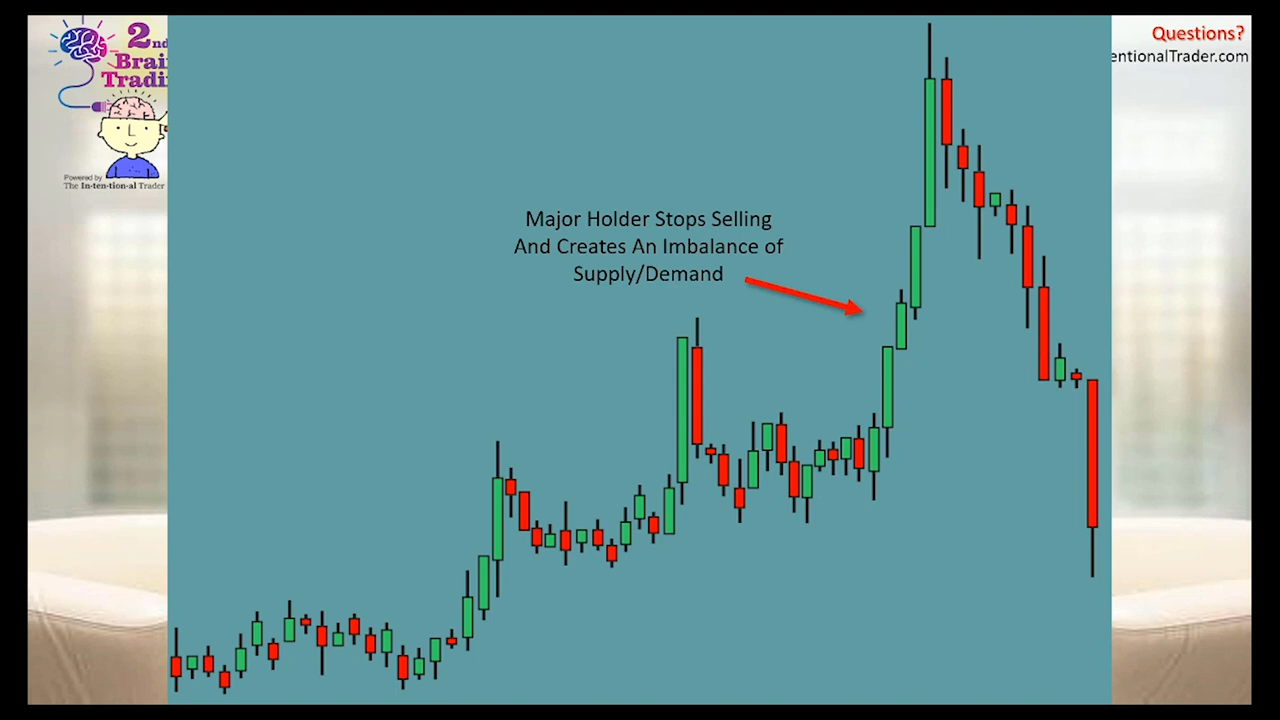 2nd
Brai
Tradi
Powered by
The In-ten-tion-al Trader
Questions?
entionalTrader.com
Major Holder Stops Selling
And Creates An Imbalance of
Supply/Demand